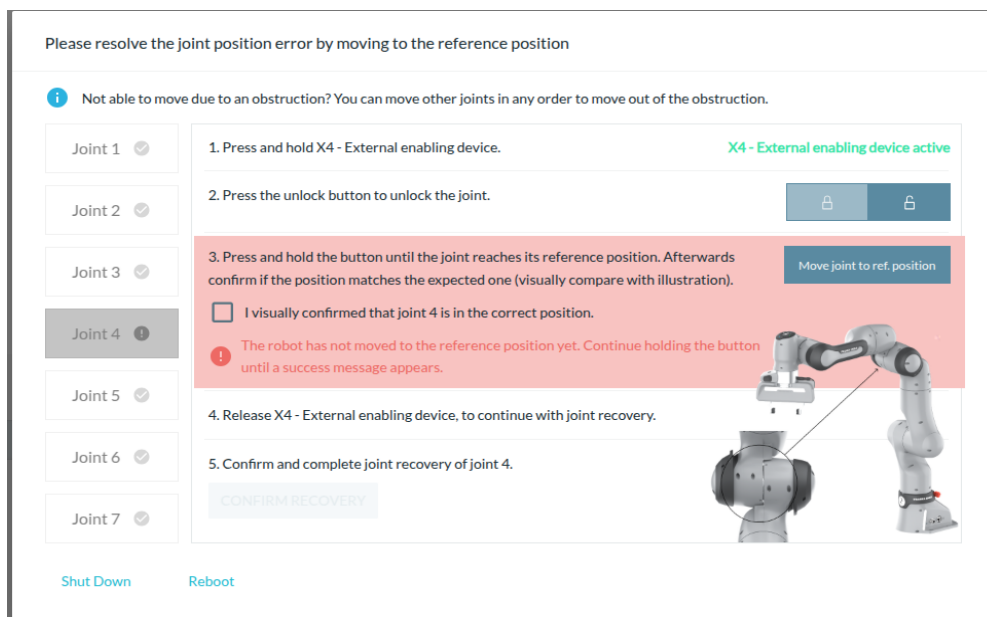 Please resolve the joint position error by moving to the reference position
Not able to move due to an obstruction? You can move other joints in any order to move out of the obstruction.
Joint 1
Joint 2
Joint 3
Joint 4
Joint 5
Joint 6
Joint 7
1. Press and hold X4 - External enabling device.
X4 - External enabling device active
2. Press the unlock button to unlock the joint.
3. Press and hold the button until the joint reaches its reference position. Afterwards
confirm if the position matches the expected one (visually compare with illustration).
Move joint to ref. position
I visually confirmed that joint 4 is in the correct position.
The robot has not moved to the reference position yet. Continue holding the button
until a success message appears.
4. Release X4 - External enabling device, to continue with joint recovery.
5. Confirm and complete joint recovery of joint 4.
CONFIRM RECOVERY
Shut Down
Reboot